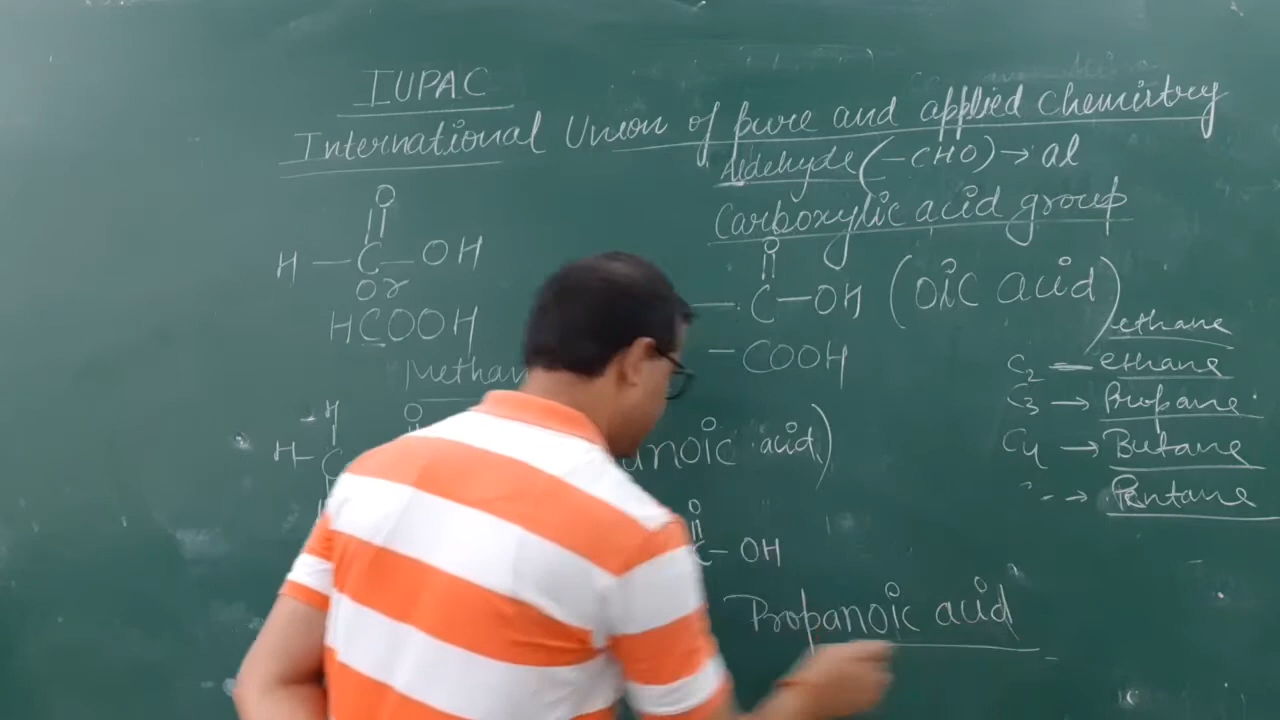 IUPAC
International Union of pure and applied Chemistry
Aldehyde (-CHO) → al
Carboxylic acid group
O
H - C - OH
or
HCOOH
O
- C - OH (oic acid)
- COOH
ethane
C2 — ethane
C3 → Propane
C4 → Butane
→ Pentane
H
O
H - C
acid)
O
C - OH
Propanoic acid